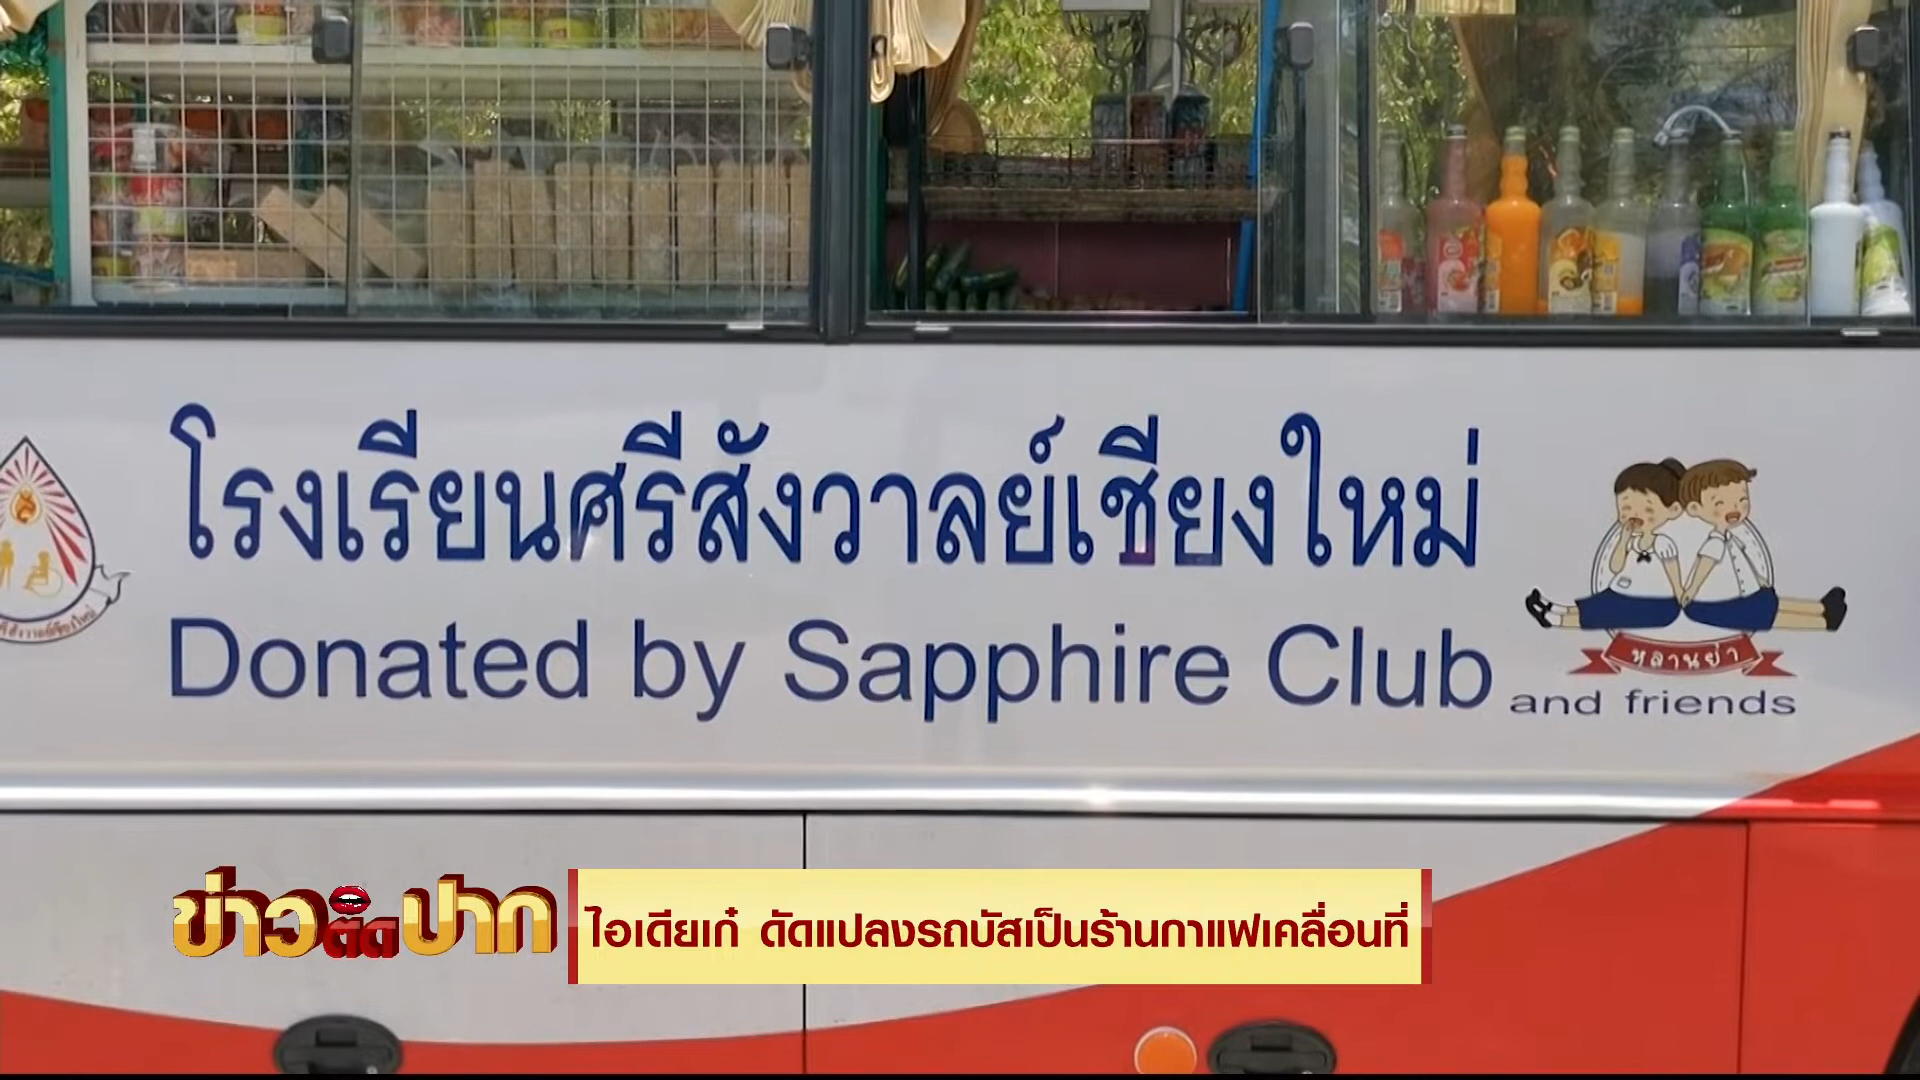 โรงเรียนศรีสังวาลย์เชียงใหม่
Donated by Sapphire Club and friends
หลานย่า
ข่าวตัดปาก
ไอเดียเก๋ ดัดแปลงรถบัสเป็นร้านกาแฟเคลื่อนที่